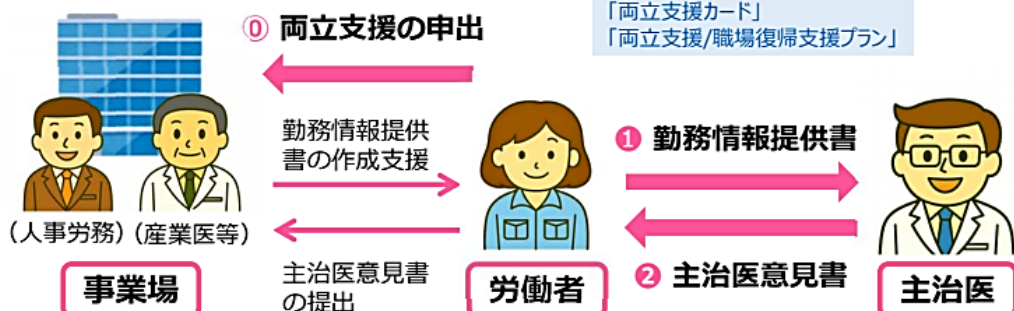 「両立支援カード」
「両立支援/職場復帰支援プラン」
⓪ 両立支援の申出
勤務情報提供
書の作成支援
❶ 勤務情報提供書
(人事労務) (産業医等)
主治医意見書
の提出
❷ 主治医意見書
事業場
労働者
主治医